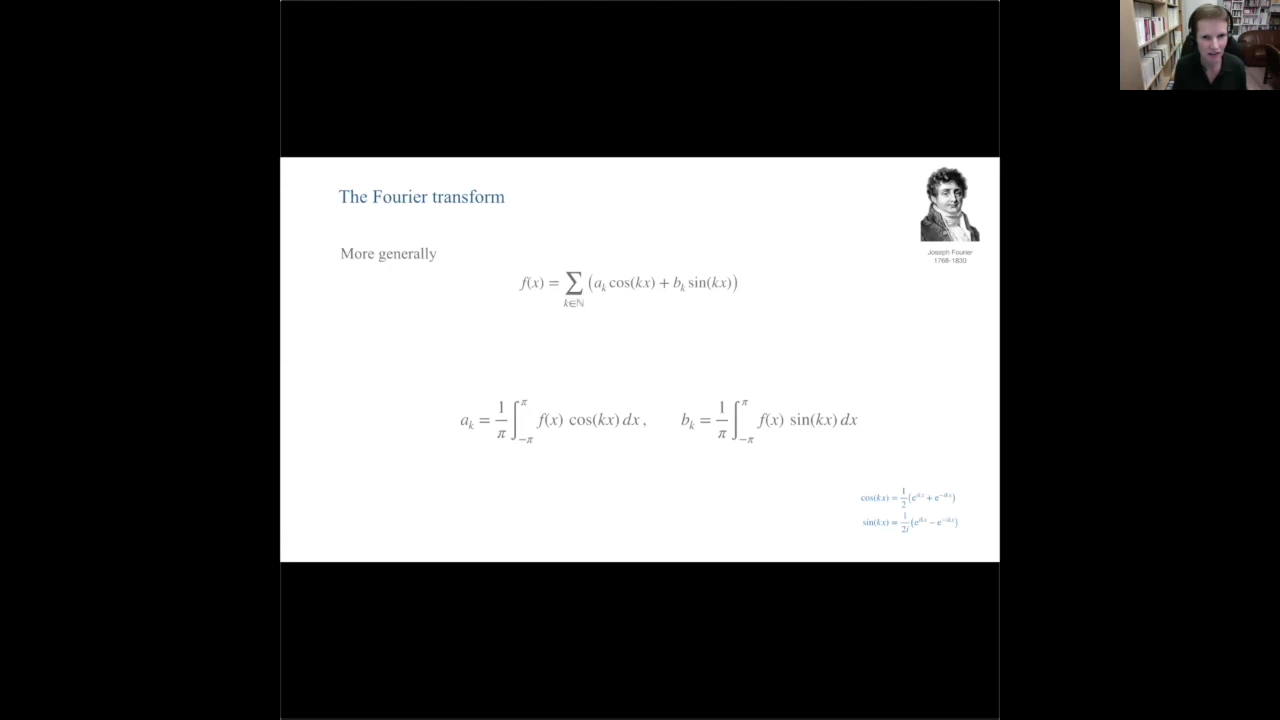 The Fourier transform
Joseph Fourier
1768-1830
More generally
f(x) = ∑_{k∈ℕ} (a_k cos(kx) + b_k sin(kx))
a_k = 1/π ∫_{−π}^{π} f(x) cos(kx) dx, b_k = 1/π ∫_{−π}^{π} f(x) sin(kx) dx
cos(kx) = 1/2 (e^{ikx} + e^{−ikx})
sin(kx) = 1/2i (e^{ikx} − e^{−ikx})